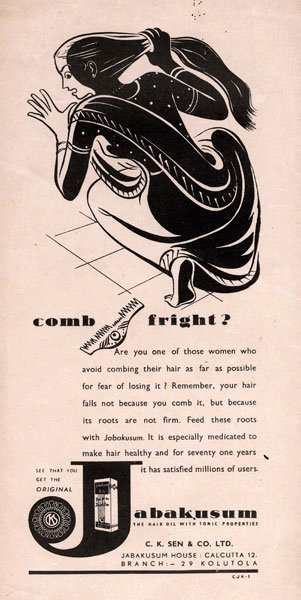 comb fright?
Are you one of those women who
avoid combing their hair as far as possible
for fear of losing it? Remember, your hair
falls not because you comb it, but because
its roots are not firm. Feed these roots
with Jabakusum. It is especially medicated to
make hair healthy and for seventy one years
it has satisfied millions of users.
SEE THAT YOU
GET THE
ORIGINAL
Jabakusum
THE HAIR OIL WITH TONIC PROPERTIES
C. K. SEN & CO. LTD.
JABAKUSUM HOUSE : CALCUTTA 12.
BRANCH:- 29 KOLUTOLA
CJX-1